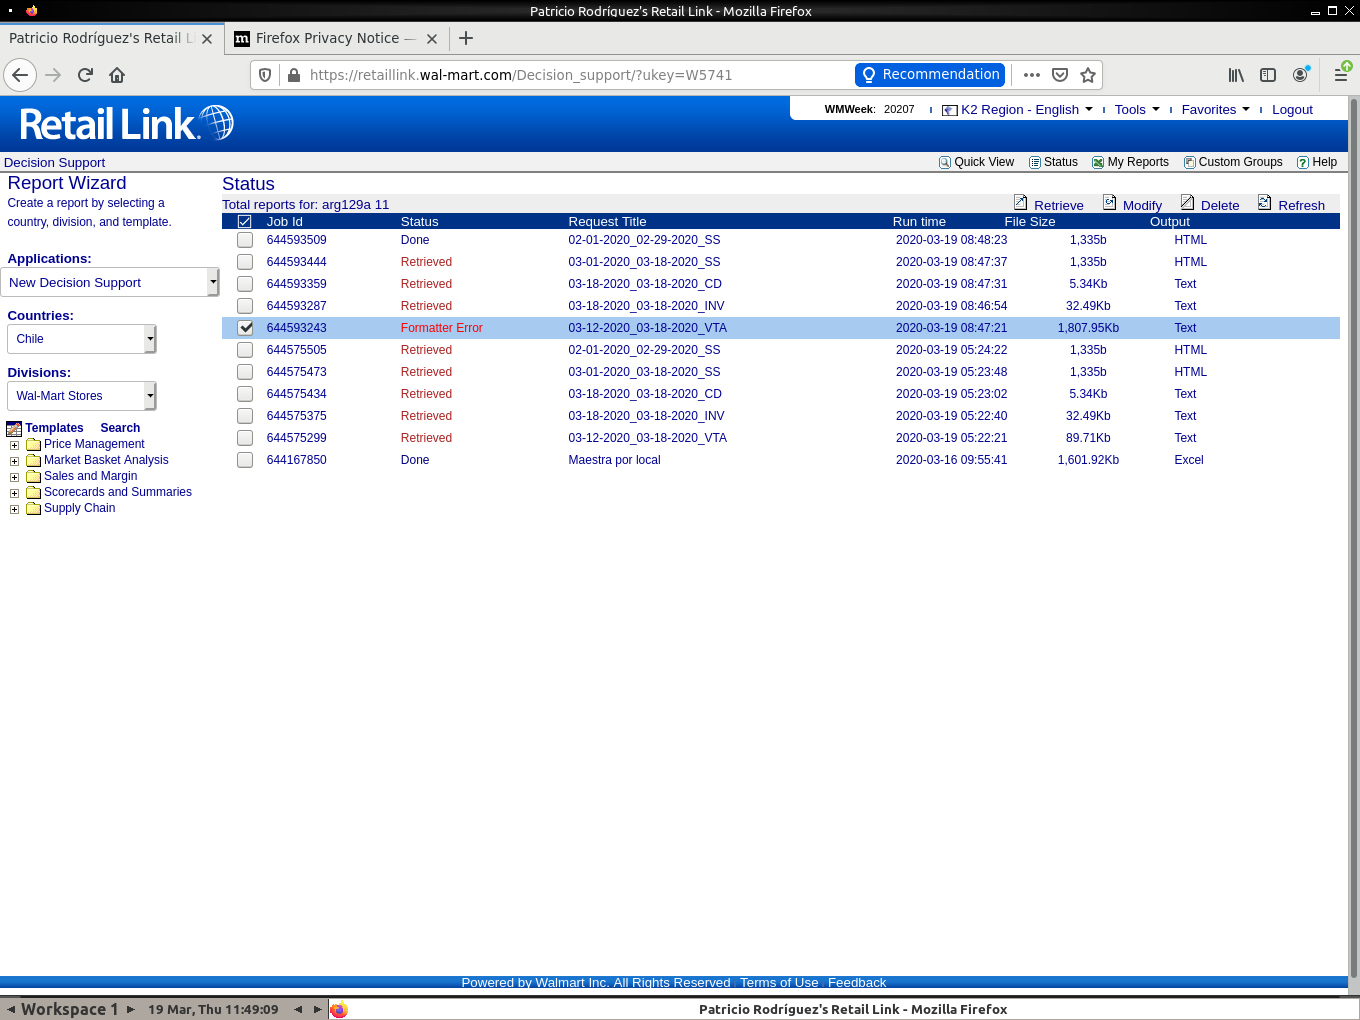 Patricio Rodríguez's Retail Link - Mozilla Firefox
Patricio Rodríguez's Retail L
Firefox Privacy Notice —
https://retaillink.wal-mart.com/Decision_support/?ukey=W5741
Recommendation
Retail Link
WMWeek: 20207
K2 Region - English
Tools
Favorites
Logout
Decision Support
Quick View
Status
My Reports
Custom Groups
Help
Report Wizard
Create a report by selecting a
country, division, and template.
Applications:
New Decision Support
Countries:
Chile
Divisions:
Wal-Mart Stores
Templates Search
Price Management
Market Basket Analysis
Sales and Margin
Scorecards and Summaries
Supply Chain
Status
Total reports for: arg129a 11
Retrieve Modify Delete Refresh
Job Id Status Request Title Run time File Size Output
644593509 Done 02-01-2020_02-29-2020_SS 2020-03-19 08:48:23 1,335b HTML
644593444 Retrieved 03-01-2020_03-18-2020_SS 2020-03-19 08:47:37 1,335b HTML
644593359 Retrieved 03-18-2020_03-18-2020_CD 2020-03-19 08:47:31 5.34Kb Text
644593287 Retrieved 03-18-2020_03-18-2020_INV 2020-03-19 08:46:54 32.49Kb Text
644593243 Formatter Error 03-12-2020_03-18-2020_VTA 2020-03-19 08:47:21 1,807.95Kb Text
644575505 Retrieved 02-01-2020_02-29-2020_SS 2020-03-19 05:24:22 1,335b HTML
644575473 Retrieved 03-01-2020_03-18-2020_SS 2020-03-19 05:23:48 1,335b HTML
644575434 Retrieved 03-18-2020_03-18-2020_CD 2020-03-19 05:23:02 5.34Kb Text
644575375 Retrieved 03-18-2020_03-18-2020_INV 2020-03-19 05:22:40 32.49Kb Text
644575299 Retrieved 03-12-2020_03-18-2020_VTA 2020-03-19 05:22:21 89.71Kb Text
644167850 Done Maestra por local 2020-03-16 09:55:41 1,601.92Kb Excel
Powered by Walmart Inc. All Rights Reserved Terms of Use Feedback
Workspace 1 19 Mar, Thu 11:49:09 Patricio Rodríguez's Retail Link - Mozilla Firefox